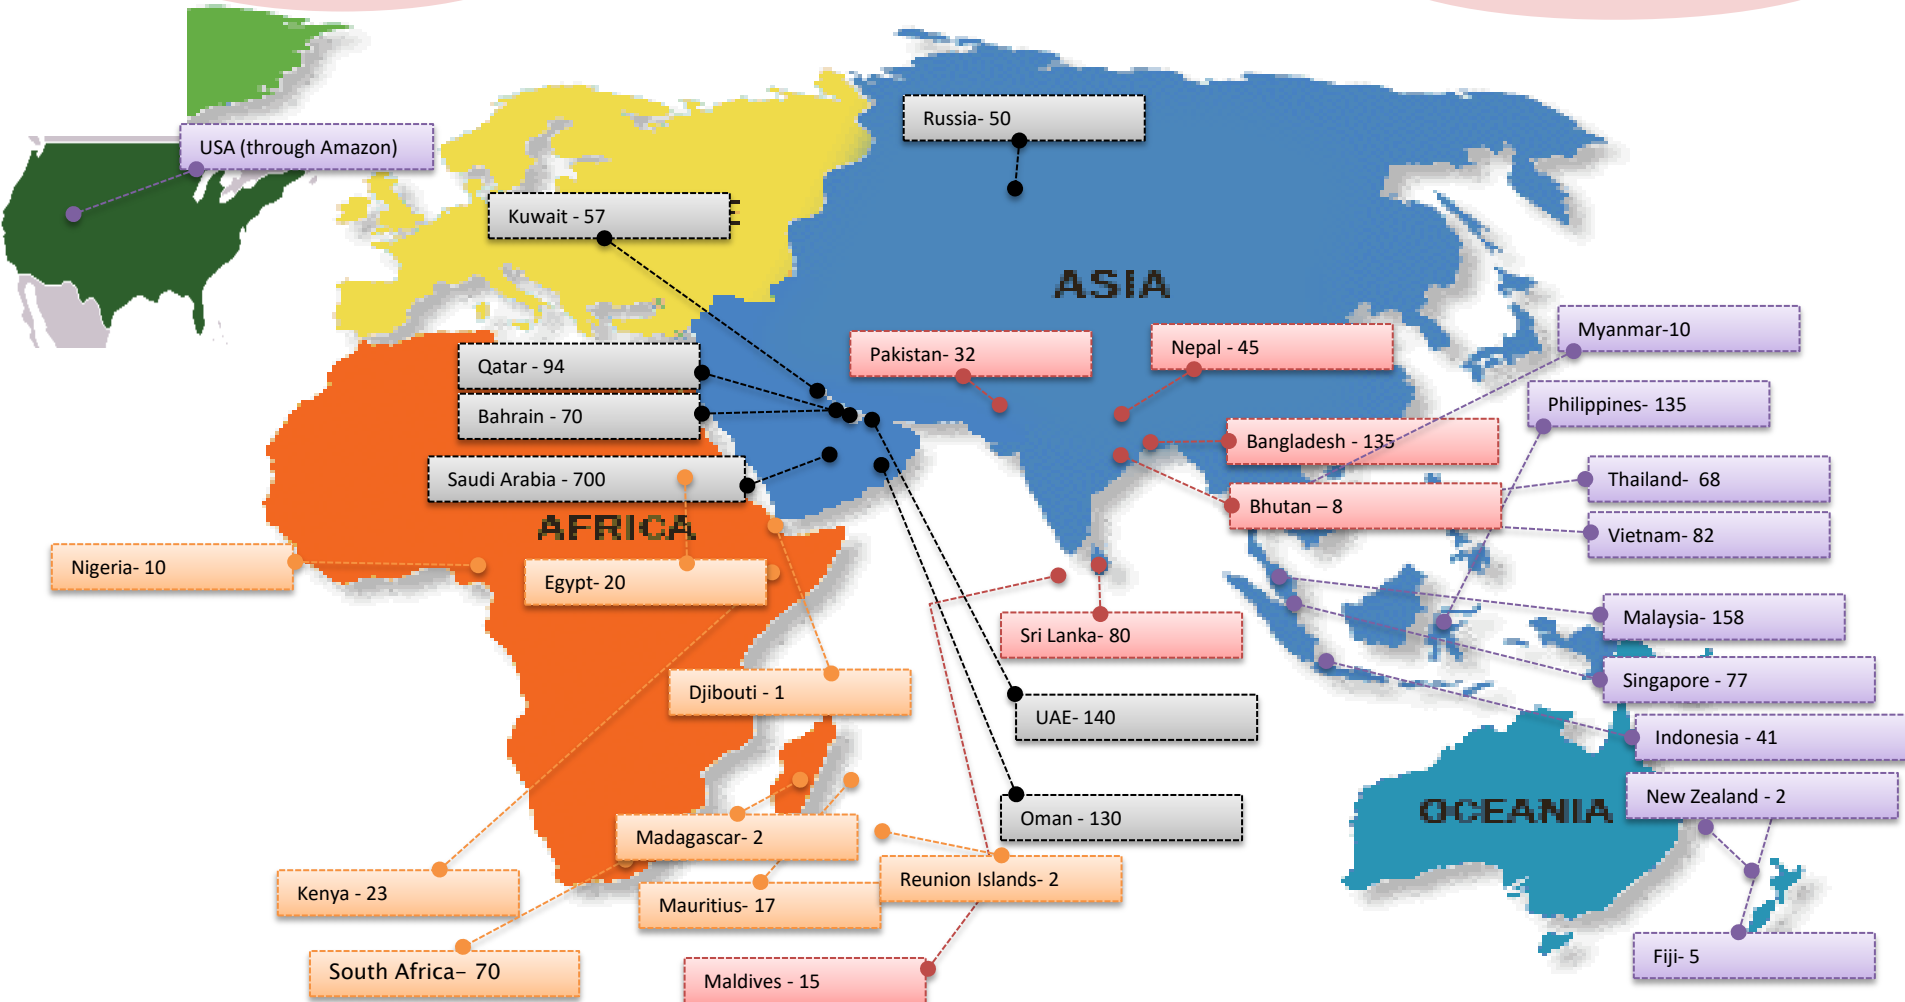 Russia- 50
USA (through Amazon)
Kuwait - 57
E
ASIA
Myanmar-10
Pakistan- 32
Nepal - 45
Qatar - 94
Philippines- 135
Bahrain - 70
Bangladesh - 135
Saudi Arabia - 700
Thailand-  68
Bhutan – 8
AFRICA
Vietnam- 82
Nigeria- 10
Egypt- 20
Malaysia- 158
Sri Lanka- 80
Singapore - 77
Djibouti - 1
UAE- 140
Indonesia - 41
New Zealand - 2
OCEANIA
Oman - 130
Madagascar- 2
Reunion Islands- 2
Kenya - 23
Mauritius- 17
Fiji- 5
South Africa– 70
Maldives - 15